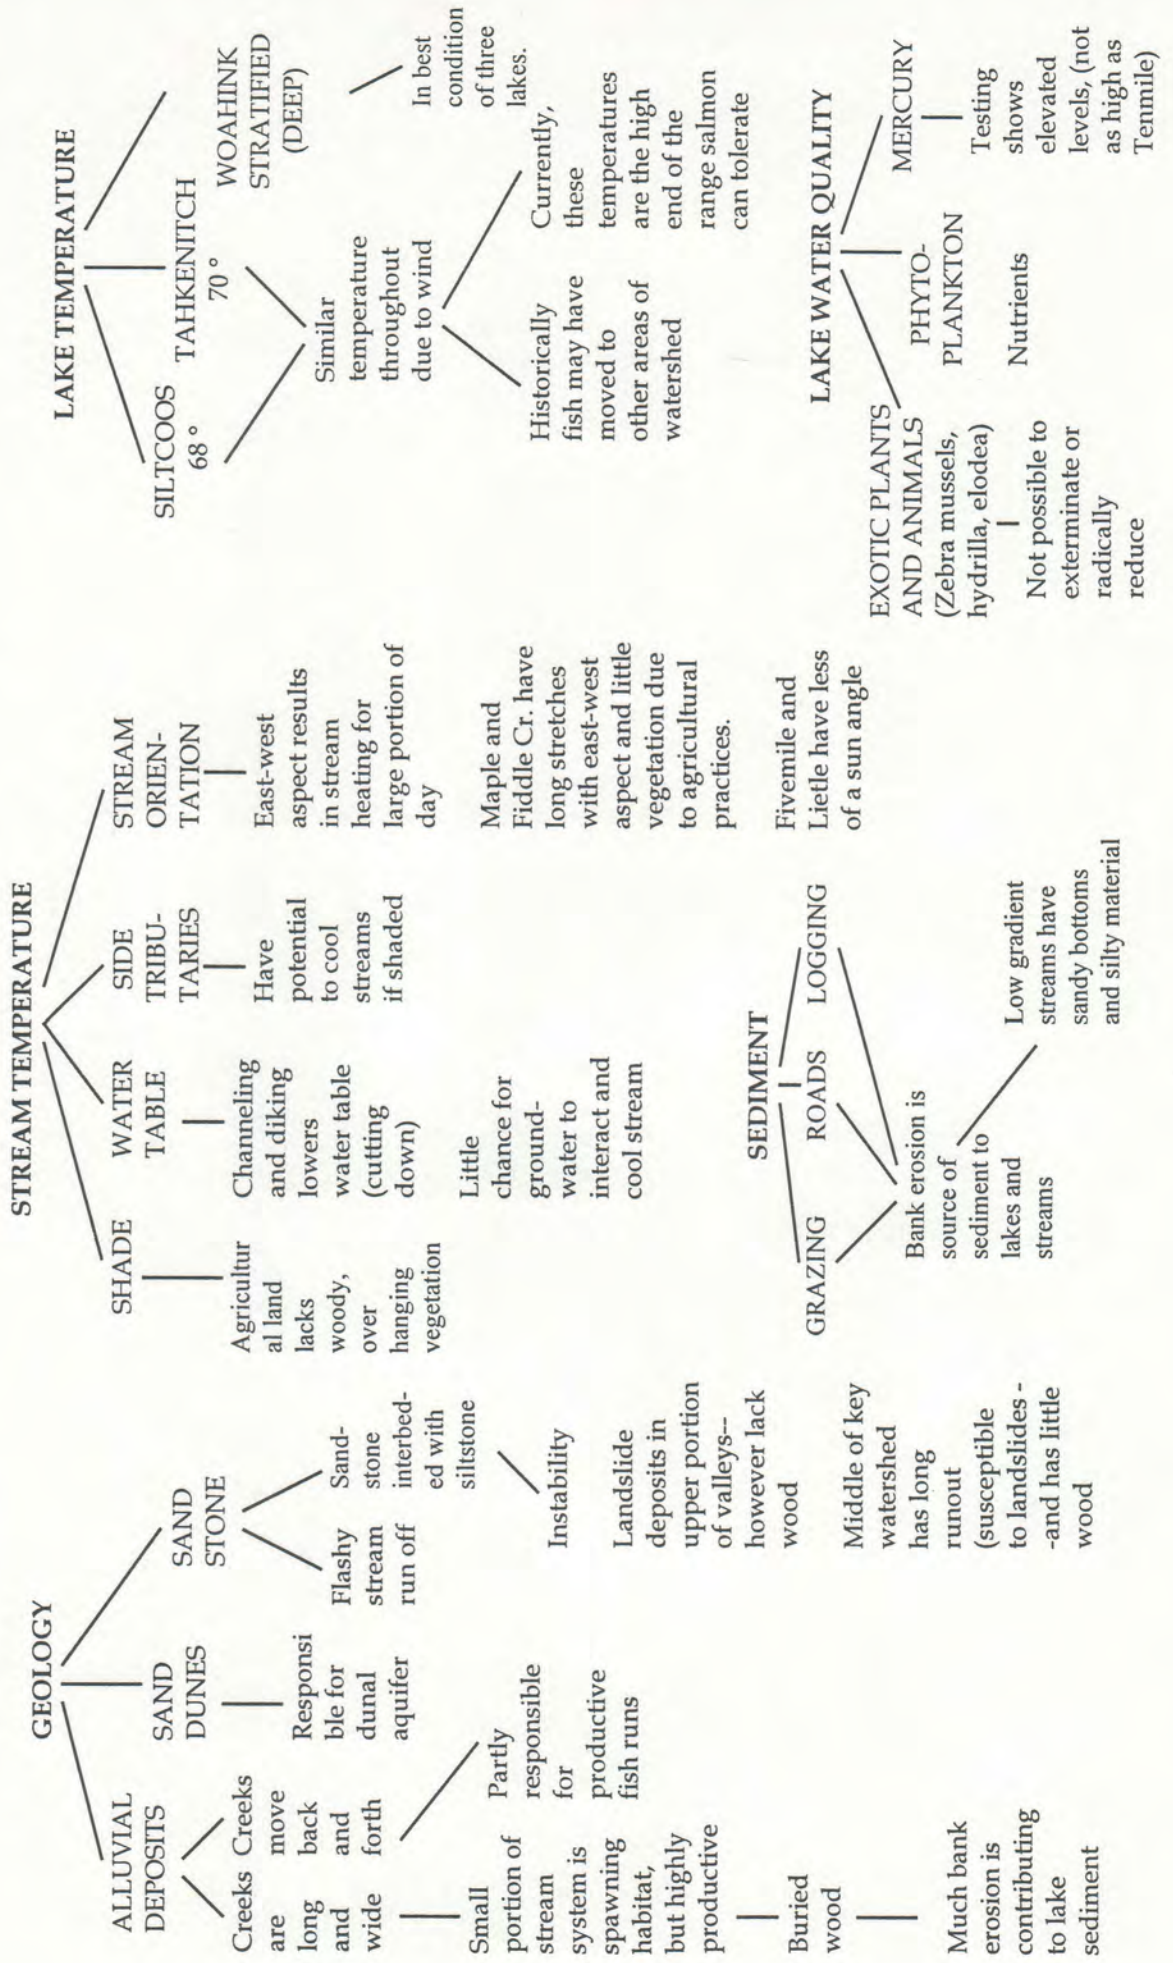 GEOLOGY
ALLUVIAL
DEPOSITS
Creeks
are
long
and
wide
Creeks
move
back
and
forth
Small
portion of
stream
system is
spawning
habitat,
but highly
productive
Buried
wood
Much bank
erosion is
contributing
to lake
sediment
Partly
responsible
for
productive
fish runs
SAND
DUNES
Responsi
ble for
dunal
aquifer
SAND
STONE
Flashy
stream
run off
Sand-
stone
interbed-
ed with
siltstone
Instability
Landslide
deposits in
upper portion
of valleys--
however lack
wood
Middle of key
watershed
has long
runout
(susceptible
to landslides -
-and has little
wood
STREAM TEMPERATURE
SHADE
Agricultur
al land
lacks
woody,
over
hanging
vegetation
WATER
TABLE
Channeling
and diking
lowers
water table
(cutting
down)
Little
chance for
ground-
water to
interact and
cool stream
SIDE
TRIBU-
TARIES
Have
potential
to cool
streams
if shaded
STREAM
ORIEN-
TATION
East-west
aspect results
in stream
heating for
large portion of
day
Maple and
Fiddle Cr. have
long stretches
with east-west
aspect and little
vegetation due
to agricultural
practices.
Fivemile and
Lietle have less
of a sun angle
SEDIMENT
GRAZING
ROADS
LOGGING
Bank erosion is
source of
sediment to
lakes and
streams
Low gradient
streams have
sandy bottoms
and silty material
LAKE TEMPERATURE
SILTCOOS
68 °
TAHKENITCH
70 °
WOAHINK
STRATIFIED
(DEEP)
Similar
temperature
throughout
due to wind
In best
condition
of three
lakes.
Historically
fish may have
moved to
other areas of
watershed
Currently,
these
temperatures
are the high
end of the
range salmon
can tolerate
LAKE WATER QUALITY
EXOTIC PLANTS
AND ANIMALS
(Zebra mussels,
hydrilla, elodea)
Not possible to
exterminate or
radically
reduce
PHYTO-
PLANKTON
Nutrients
MERCURY
Testing
shows
elevated
levels, (not
as high as
Tenmile)